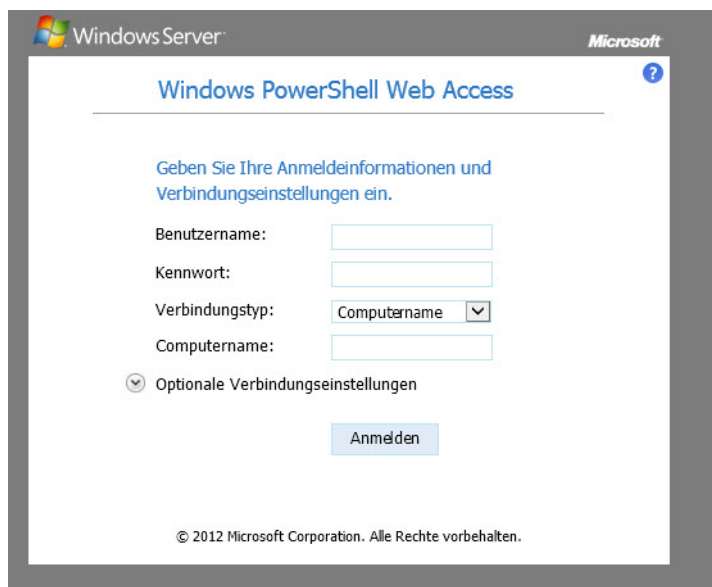 Windows Server
Microsoft
?
Windows PowerShell Web Access
Geben Sie Ihre Anmeldeinformationen und
Verbindungseinstellungen ein.
Benutzername:
Kennwort:
Verbindungstyp: Computername
Computername:
Optionale Verbindungseinstellungen
Anmelden
© 2012 Microsoft Corporation. Alle Rechte vorbehalten.